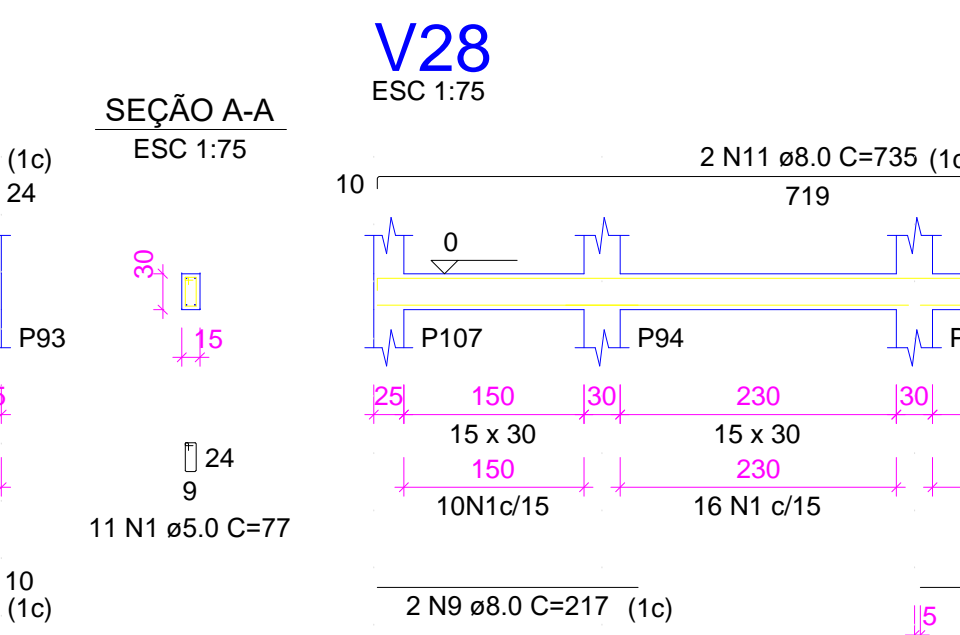 V28
ESC 1:75
SEÇÃO A-A
ESC 1:75
(1c)
24
2 N11 ø8.0 C=735 (1c
10
719
0
30
15
P93
P107
P94
P
25
150
30
230
30
15 x 30
15 x 30
24
9
150
230
10N1c/15
16 N1 c/15
11 N1 ø5.0 C=77
10
(1c)
2 N9 ø8.0 C=217 (1c)
5